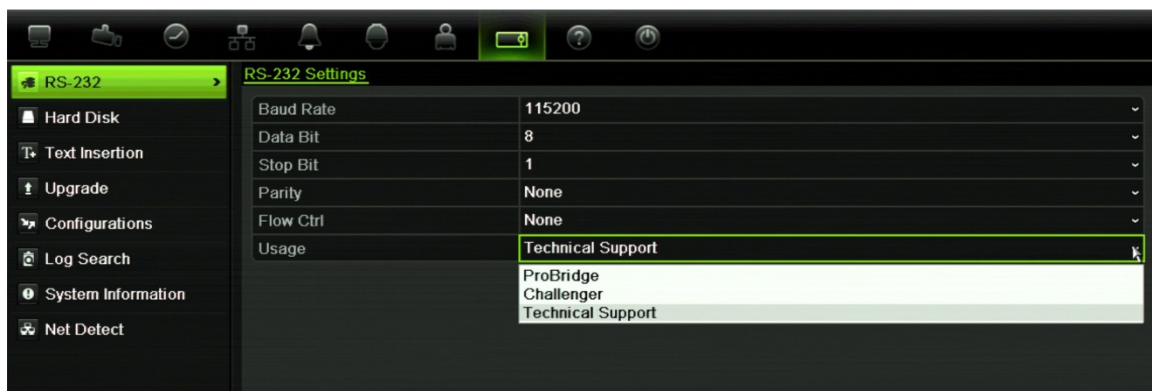 RS-232
Hard Disk
T+ Text Insertion
Upgrade
Configurations
Log Search
System Information
Net Detect
RS-232 Settings
Baud Rate 115200
Data Bit 8
Stop Bit 1
Parity None
Flow Ctrl None
Usage Technical Support
ProBridge
Challenger
Technical Support